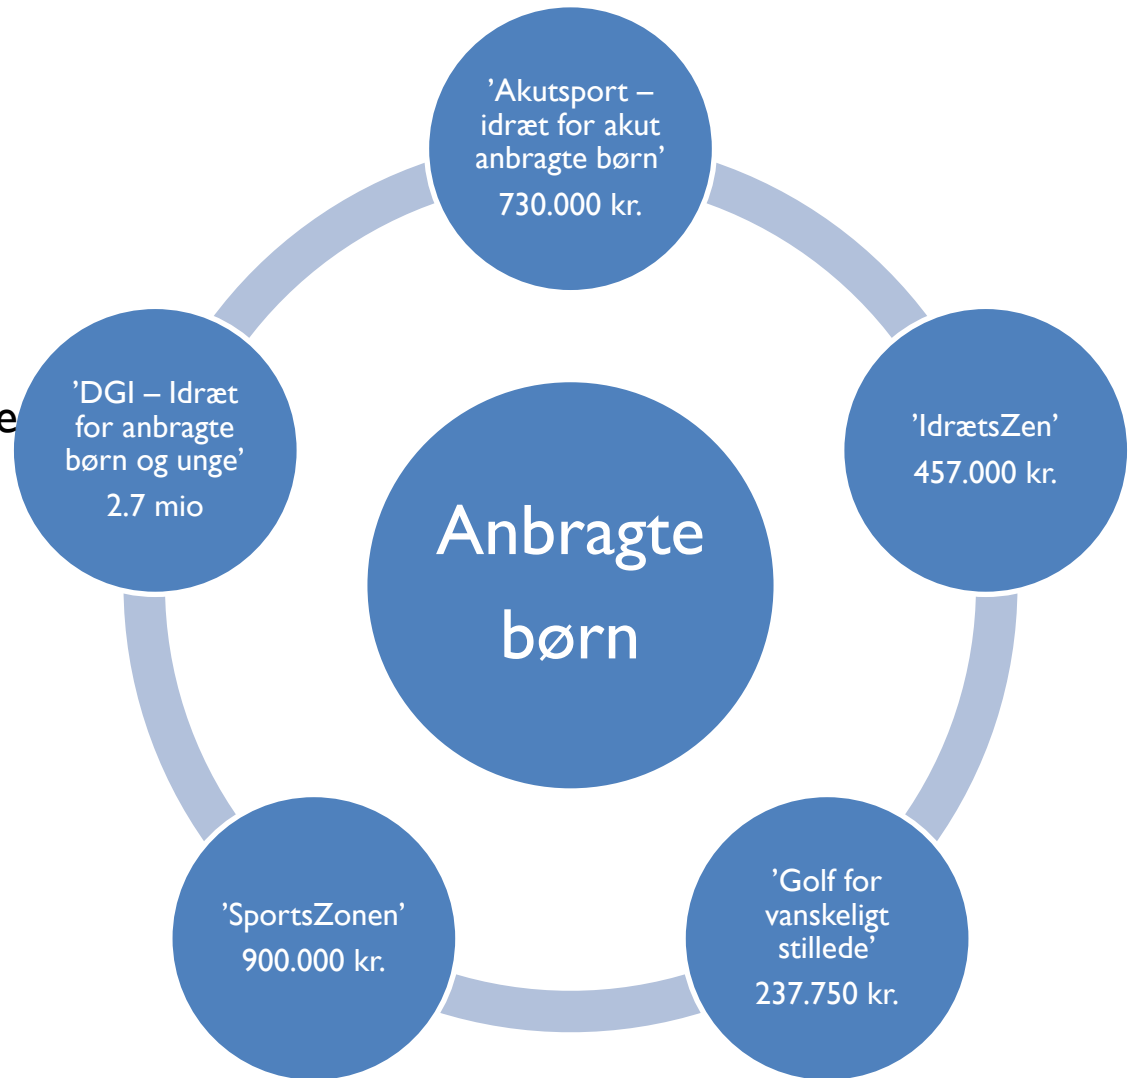 ’Akutsport –
idræt for akut
anbragte børn’
730.000 kr.
’IdrætsZen’
457.000 kr.
’Golf for
vanskeligt
stillede’
237.750 kr.
’SportsZonen’
900.000 kr.
’DGI – Idræt
for anbragte
børn og unge’
2.7 mio
Anbragte
børn